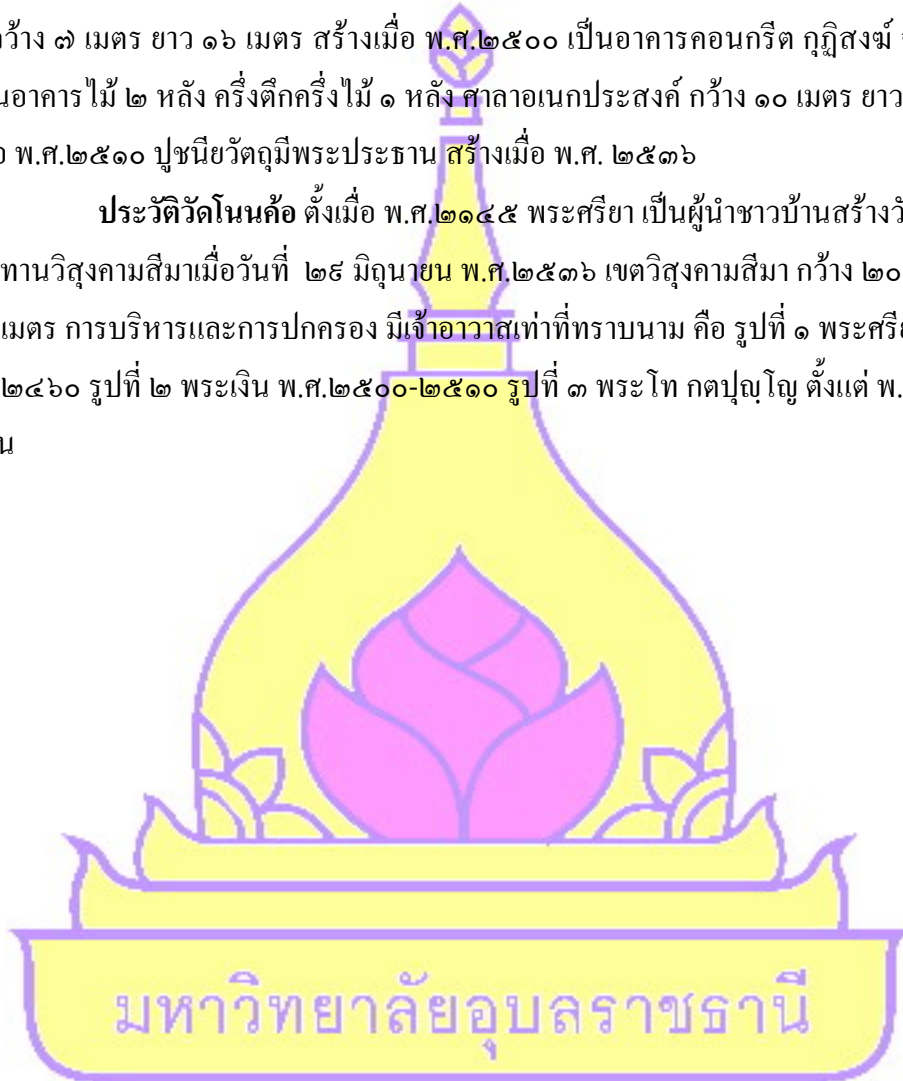 ว้าง ๗ เมตร ยาว ๑๖ เมตร สร้างเมื่อ พ.ศ.๒๕๐๐ เป็นอาคารคอนกรีต กุฏิสงฆ์
นอาคารไม้ ๒ หลัง ครึ่งตึกครึ่งไม้ ๑ หลัง ศาลาอเนกประสงค์ กว้าง ๑๐ เมตร ยาว
อ พ.ศ.๒๕๑๐ ปูชนียวัตถุมีพระประธาน สร้างเมื่อ พ.ศ. ๒๕๓๖
ประวัติวัดโนนค้อ ตั้งเมื่อ พ.ศ.๒๑๔๕ พระศรียา เป็นผู้นำชาวบ้านสร้างวั
ทานวิสุงคามสีมาเมื่อวันที่ ๒๙ มิถุนายน พ.ศ.๒๕๓๖ เขตวิสุงคามสีมา กว้าง ๒๐
เมตร การบริหารและการปกครอง มีเจ้าอาวาสเท่าที่ทราบนาม คือ รูปที่ ๑ พระศรีย
๒๔๖๐ รูปที่ ๒ พระเงิน พ.ศ.๒๕๐๐-๒๕๑๐ รูปที่ ๓ พระโท กตปุญฺโญ ตั้งแต่ พ.
น
มหาวิทยาลัยอุบลราชธานี